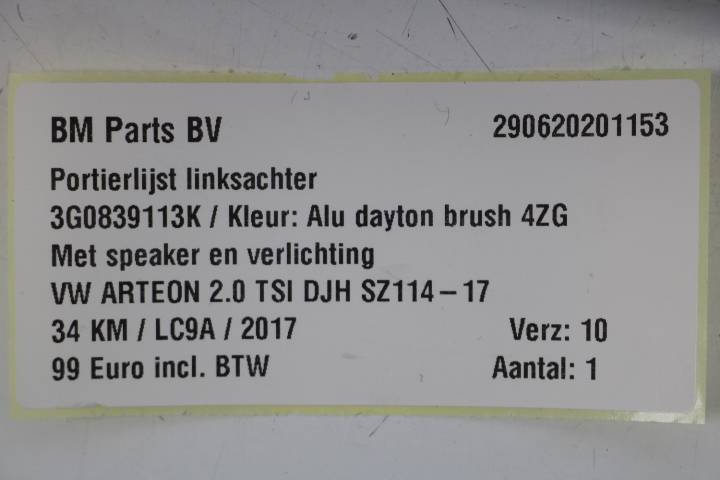 BM Parts BV 290620201153
Portierlijst linksachter
3G0839113K / Kleur: Alu dayton brush 4ZG
Met speaker en verlichting
VW ARTEON 2.0 TSI DJH SZ114 – 17
34 KM / LC9A / 2017 Verz: 10
99 Euro incl. BTW Aantal: 1